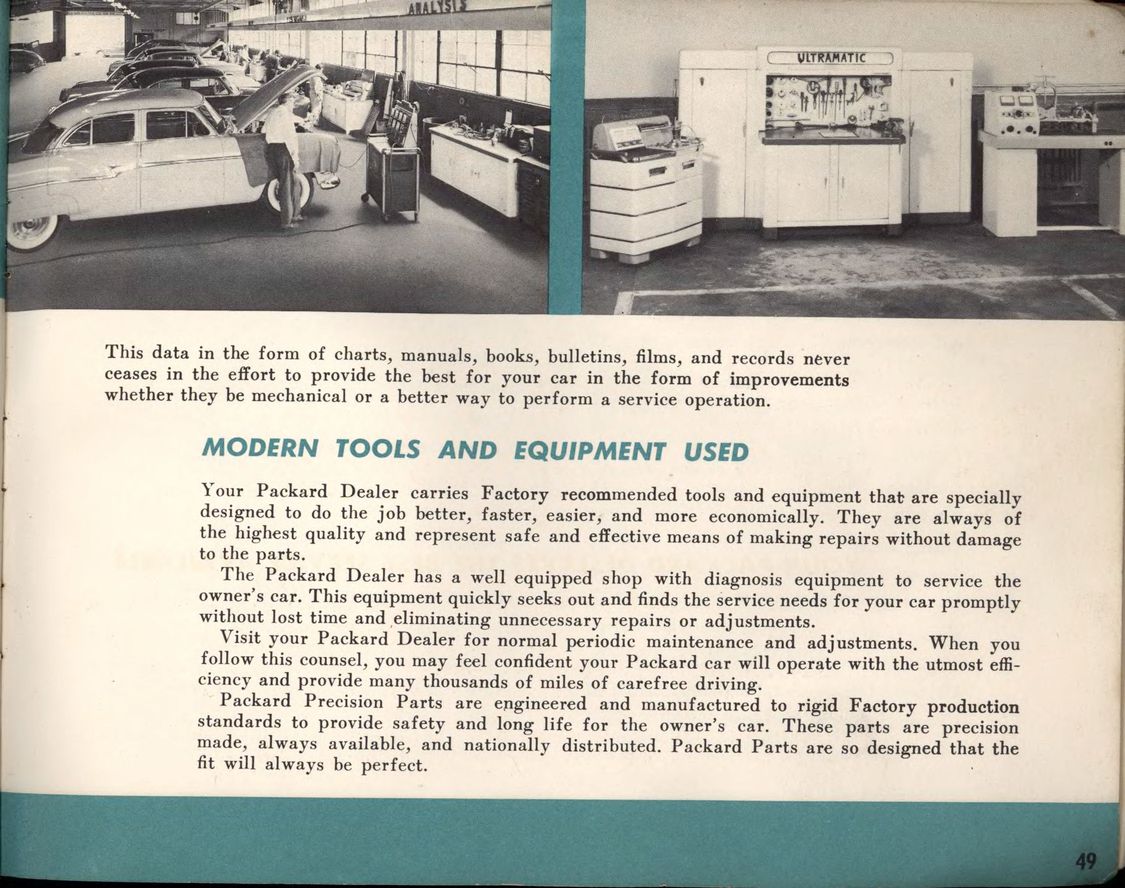 ANALYSIS
ULTRAMATIC
This data in the form of charts, manuals, books, bulletins, films, and records never
ceases in the effort to provide the best for your car in the form of improvements
whether they be mechanical or a better way to perform a service operation.
MODERN TOOLS AND EQUIPMENT USED
Your Packard Dealer carries Factory recommended tools and equipment that are specially
designed to do the job better, faster, easier, and more economically. They are always of
the highest quality and represent safe and effective means of making repairs without damage
to the parts.
The Packard Dealer has a well equipped shop with diagnosis equipment to service the
owner's car. This equipment quickly seeks out and finds the service needs for your car promptly
without lost time and eliminating unnecessary repairs or adjustments.
Visit your Packard Dealer for normal periodic maintenance and adjustments. When you
follow this counsel, you may feel confident your Packard car will operate with the utmost effi-
ciency and provide many thousands of miles of carefree driving.
Packard Precision Parts are engineered and manufactured to rigid Factory production
standards to provide safety and long life for the owner's car. These parts are precision
made, always available, and nationally distributed. Packard Parts are so designed that the
fit will always be perfect.
49